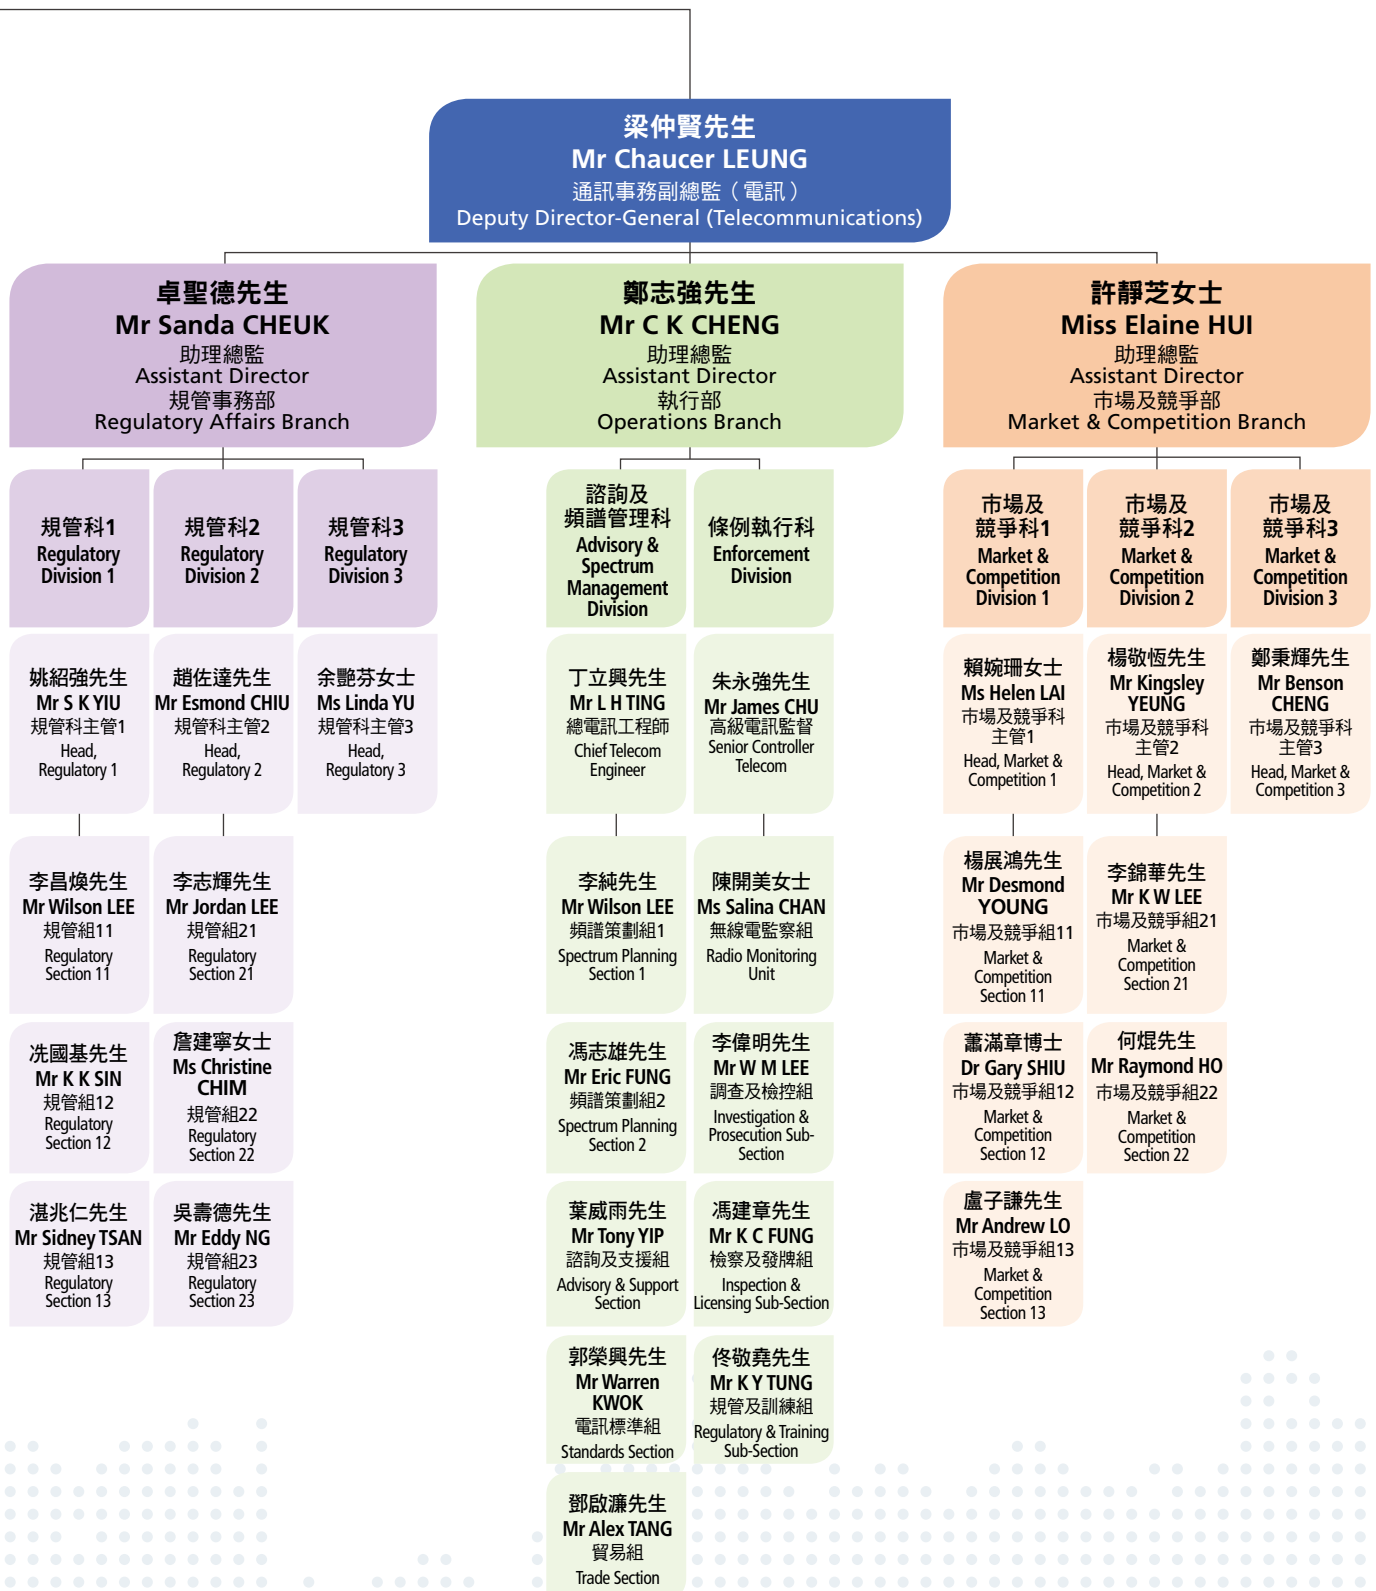 梁仲賢先生
Mr Chaucer LEUNG
通訊事務副總監（電訊）
Deputy Director-General (Telecommunications)
卓聖德先生
Mr Sanda CHEUK
助理總監
Assistant Director
規管事務部
Regulatory Affairs Branch
鄭志強先生
Mr C K CHENG
助理總監
Assistant Director
執行部
Operations Branch
許靜芝女士
Miss Elaine HUI
助理總監
Assistant Director
市場及競爭部
Market & Competition Branch
規管科1
Regulatory
Division 1
規管科2
Regulatory
Division 2
規管科3
Regulatory
Division 3
諮詢及
頻譜管理科
Advisory &
Spectrum
Management
Division
條例執行科
Enforcement
Division
市場及
競爭科1
Market &
Competition
Division 1
市場及
競爭科2
Market &
Competition
Division 2
市場及
競爭科3
Market &
Competition
Division 3
姚紹強先生
Mr S K YIU
規管科主管1
Head,
Regulatory 1
趙佐達先生
Mr Esmond CHIU
規管科主管2
Head,
Regulatory 2
余艷芬女士
Ms Linda YU
規管科主管3
Head,
Regulatory 3
丁立興先生
Mr L H TING
總電訊工程師
Chief Telecom
Engineer
朱永強先生
Mr James CHU
高級電訊監督
Senior Controller
Telecom
賴婉珊女士
Ms Helen LAI
市場及競爭科
主管1
Head, Market &
Competition 1
楊敬恆先生
Mr Kingsley
YEUNG
市場及競爭科
主管2
Head, Market &
Competition 2
鄭秉輝先生
Mr Benson
CHENG
市場及競爭科
主管3
Head, Market &
Competition 3
李昌煥先生
Mr Wilson LEE
規管組11
Regulatory
Section 11
李志輝先生
Mr Jordan LEE
規管組21
Regulatory
Section 21
李純先生
Mr Wilson LEE
頻譜策劃組1
Spectrum Planning
Section 1
陳開美女士
Ms Salina CHAN
無線電監察組
Radio Monitoring
Unit
楊展鴻先生
Mr Desmond
YOUNG
市場及競爭組11
Market &
Competition
Section 11
李錦華先生
Mr K W LEE
市場及競爭組21
Market &
Competition
Section 21
冼國基先生
Mr K K SIN
規管組12
Regulatory
Section 12
詹建寧女士
Ms Christine
CHIM
規管組22
Regulatory
Section 22
馮志雄先生
Mr Eric FUNG
頻譜策劃組2
Spectrum Planning
Section 2
李偉明先生
Mr W M LEE
調查及檢控組
Investigation &
Prosecution Sub-
Section
蕭滿章博士
Dr Gary SHIU
市場及競爭組12
Market &
Competition
Section 12
何焜先生
Mr Raymond HO
市場及競爭組22
Market &
Competition
Section 22
湛兆仁先生
Mr Sidney TSAN
規管組13
Regulatory
Section 13
吳壽德先生
Mr Eddy NG
規管組23
Regulatory
Section 23
葉威雨先生
Mr Tony YIP
諮詢及支援組
Advisory & Support
Section
馮建章先生
Mr K C FUNG
檢察及發牌組
Inspection &
Licensing Sub-Section
盧子謙先生
Mr Andrew LO
市場及競爭組13
Market &
Competition
Section 13
郭榮興先生
Mr Warren
KWOK
電訊標準組
Standards Section
佟敬堯先生
Mr K Y TUNG
規管及訓練組
Regulatory & Training
Sub-Section
鄧啟濂先生
Mr Alex TANG
貿易組
Trade Section